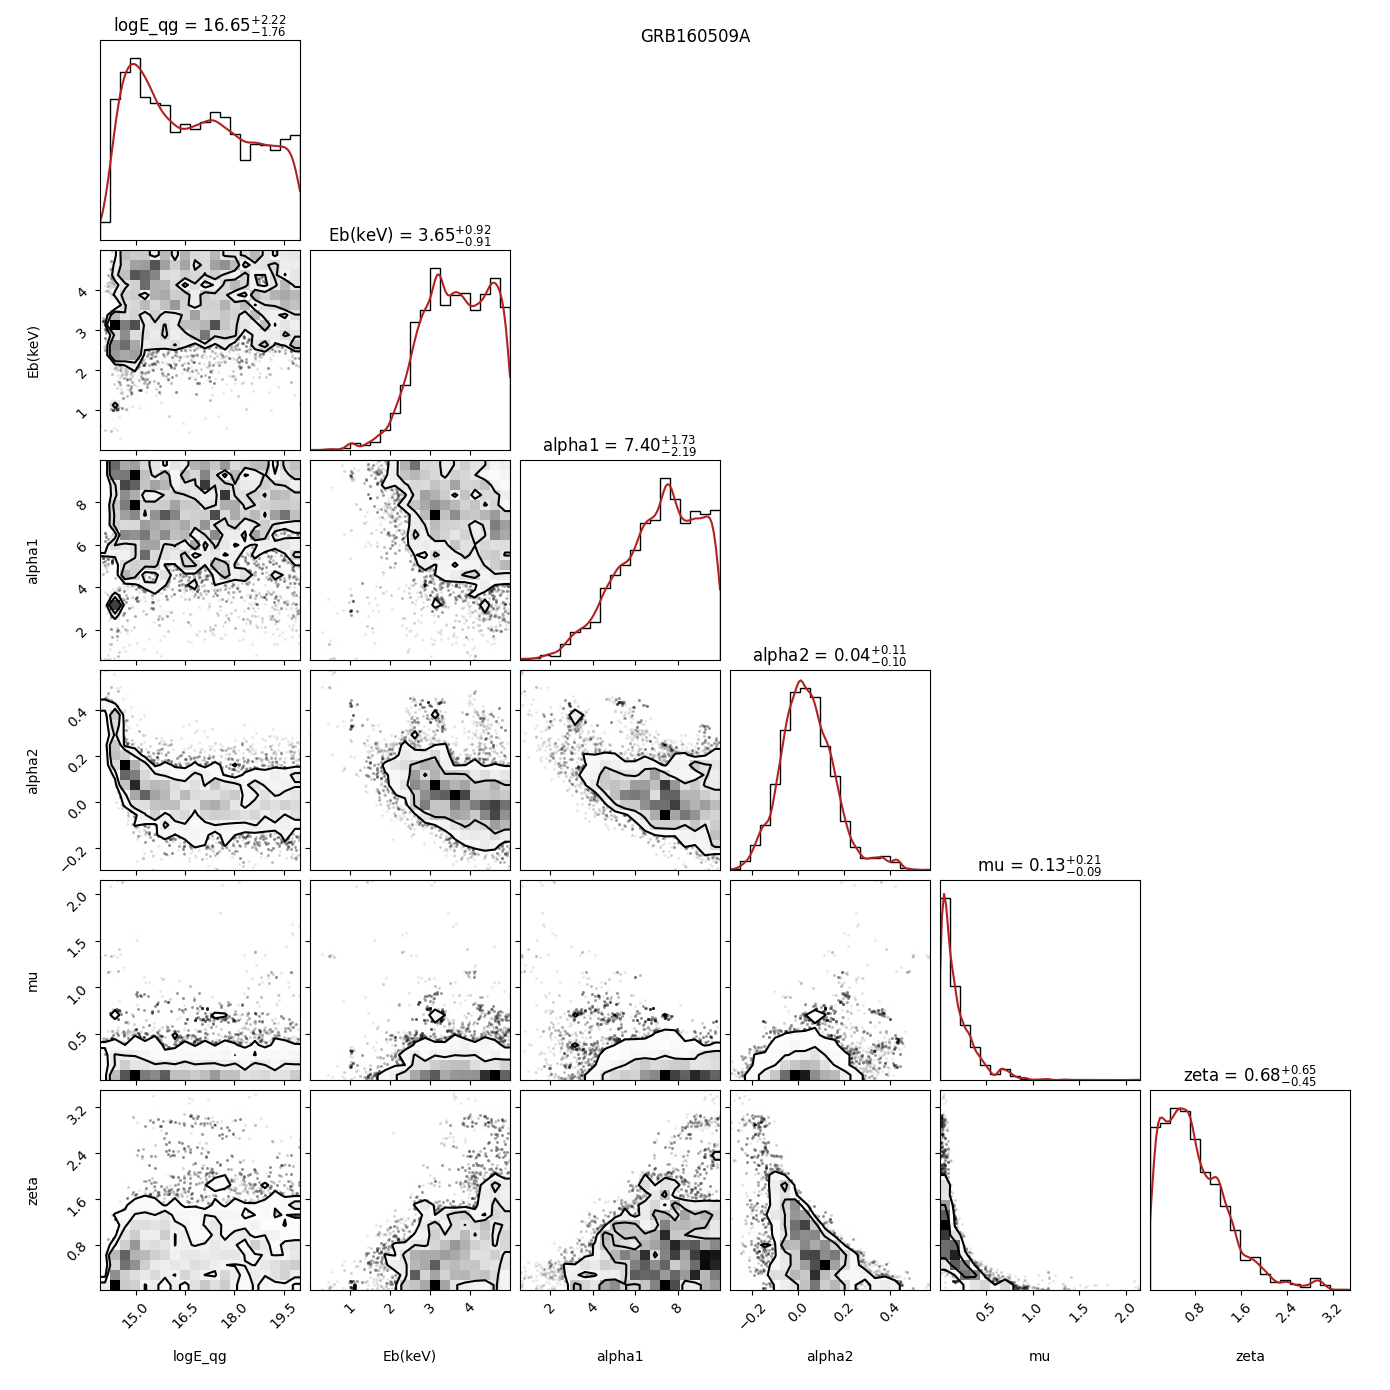 logE_qg = 16.65+2.22−1.76
GRB160509A
Eb(keV) = 3.65+0.92−0.91
4
3
2
1
Eb(keV)
alpha1 = 7.40+1.73−2.19
8
6
4
2
alpha1
alpha2 = 0.04+0.11−0.10
0.4
0.2
0.0
−0.2
alpha2
mu = 0.13+0.21−0.09
2.0
1.5
1.0
0.5
mu
zeta = 0.68+0.65−0.45
3.2
2.4
1.6
0.8
zeta
15.0 16.5 18.0 19.5 1 2 3 4 2 4 6 8 −0.2 0.0 0.2 0.4 0.5 1.0 1.5 2.0 0.8 1.6 2.4 3.2
logE_qg Eb(keV) alpha1 alpha2 mu zeta